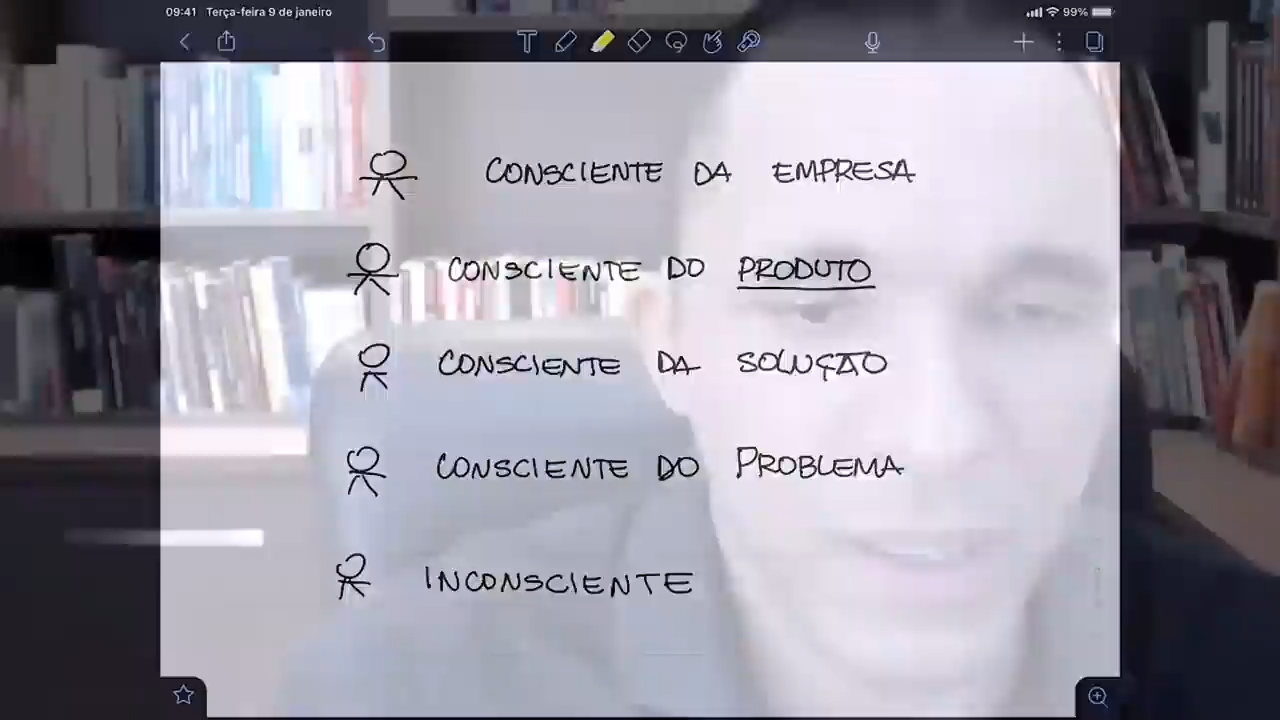 09:41 Terça-feira 9 de janeiro 99%
CONSCIENTE DA EMPRESA
CONSCIENTE DO PRODUTO
CONSCIENTE DA SOLUÇÃO
CONSCIENTE DO PROBLEMA
INCONSCIENTE